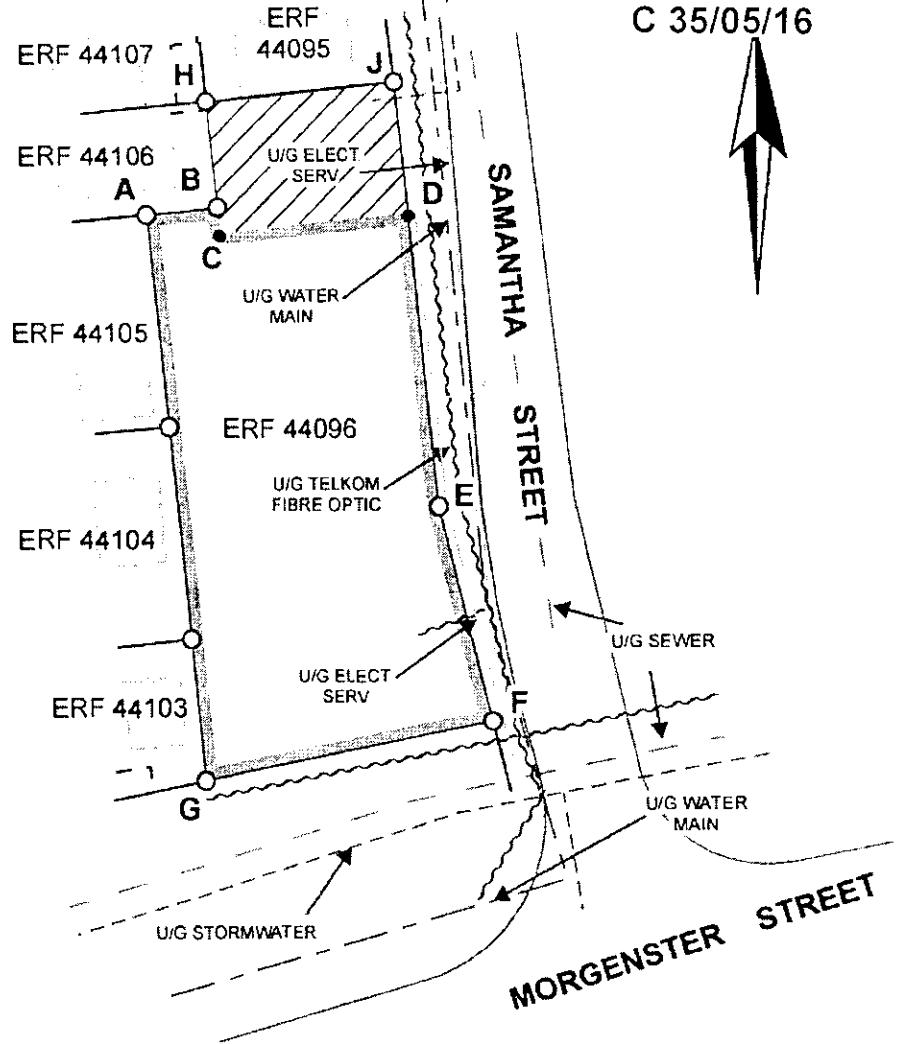 C 35/05/16
ERF
44095
ERF 44107
H
J
ERF 44106
U/G ELECT
SERV
A
B
D
C
SAMANTHA STREET
U/G WATER
MAIN
ERF 44105
ERF 44096
U/G TELKOM
FIBRE OPTIC
E
ERF 44104
U/G SEWER
U/G ELECT
SERV
ERF 44103
F
G
U/G WATER
MAIN
U/G STORMWATER
MORGENSTER STREET